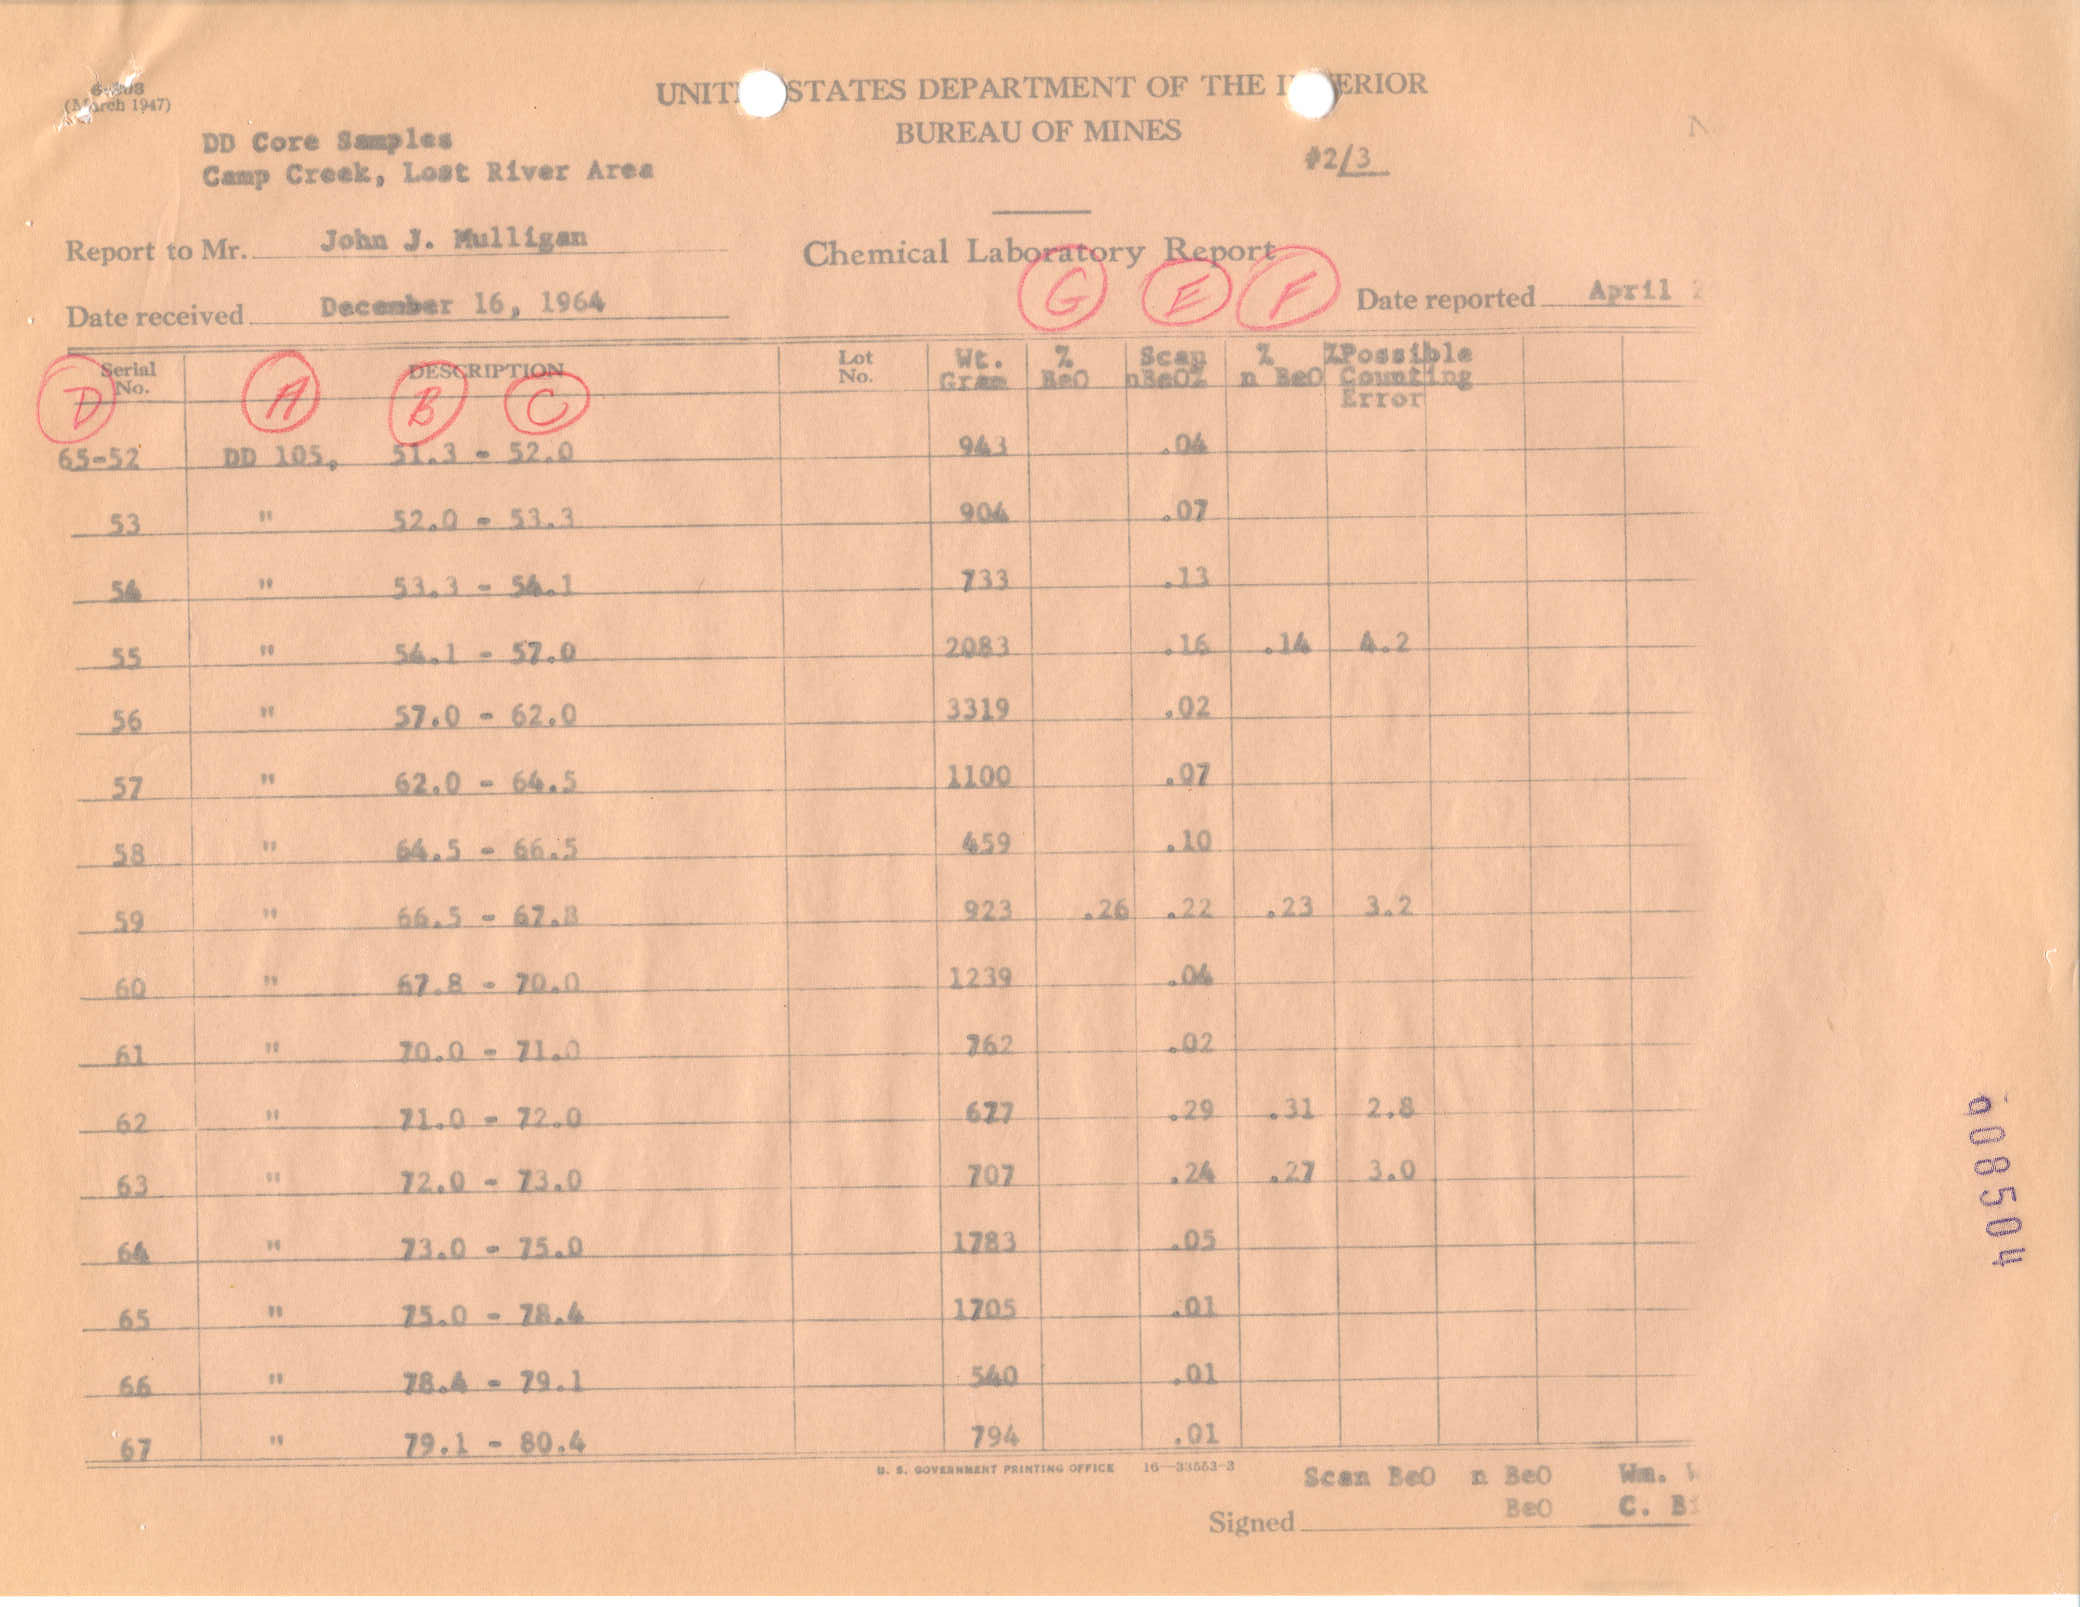 (March 1947)
UNIT STATES DEPARTMENT OF THE I ERIOR
BUREAU OF MINES
DD Core Samples
Camp Creek, Lost River Area
#2/3
Report to Mr. John J. Mulligan
Chemical Laboratory Report
Date received December 16, 1964
G E F
Date reported April
Serial No. DESCRIPTION Lot No. Wt. Gram % BeO Scan nBeO% % n BeO %Possible Counting Error
D A B C
65-52 DD 105, 51.3 - 52.0 943 .04
53 " 52.0 - 53.3 904 .07
54 " 53.3 - 54.1 733 .13
55 " 54.1 - 57.0 2083 .16 .14 4.2
56 " 57.0 - 62.0 3319 .02
57 " 62.0 - 64.5 1100 .07
58 " 64.5 - 66.5 459 .10
59 " 66.5 - 67.8 923 .26 .22 .23 3.2
60 " 67.8 - 70.0 1239 .04
61 " 70.0 - 71.0 762 .02
62 " 71.0 - 72.0 677 .29 .31 2.8
63 " 72.0 - 73.0 707 .24 .27 3.0
64 " 73.0 - 75.0 1783 .05
65 " 75.0 - 78.4 1705 .01
66 " 78.4 - 79.1 540 .01
67 " 79.1 - 80.4 794 .01
U. S. GOVERNMENT PRINTING OFFICE 16—33553-3
Scan BeO n BeO Wm.
BeO C.
Signed
008504